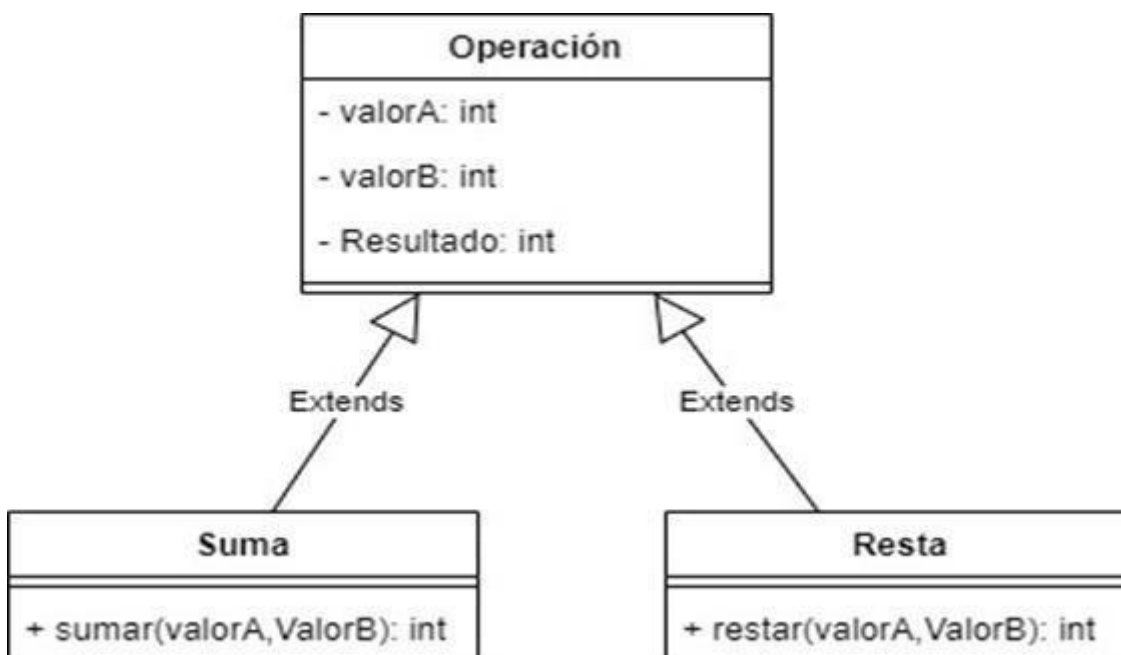 Operación
- valorA: int
- valorB: int
- Resultado: int
Extends
Extends
Suma
+ sumar(valorA,ValorB): int
Resta
+ restar(valorA,ValorB): int